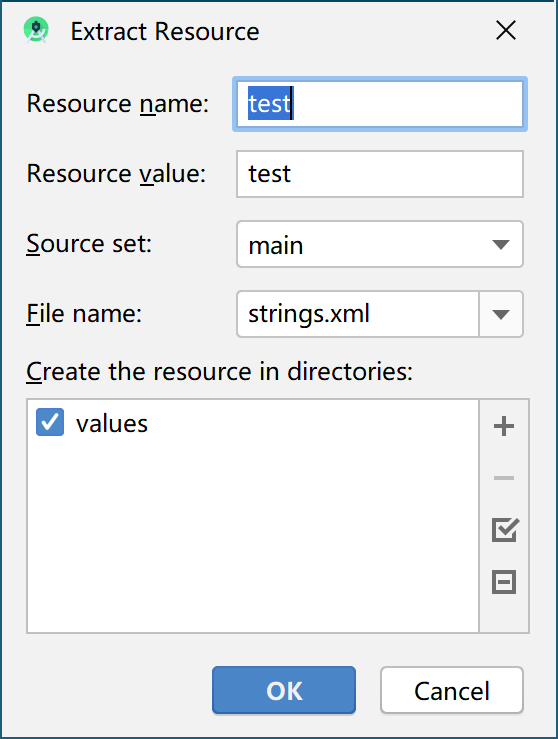 Extract Resource
Resource name: test
Resource value: test
Source set: main
File name: strings.xml
Create the resource in directories:
values
OK Cancel